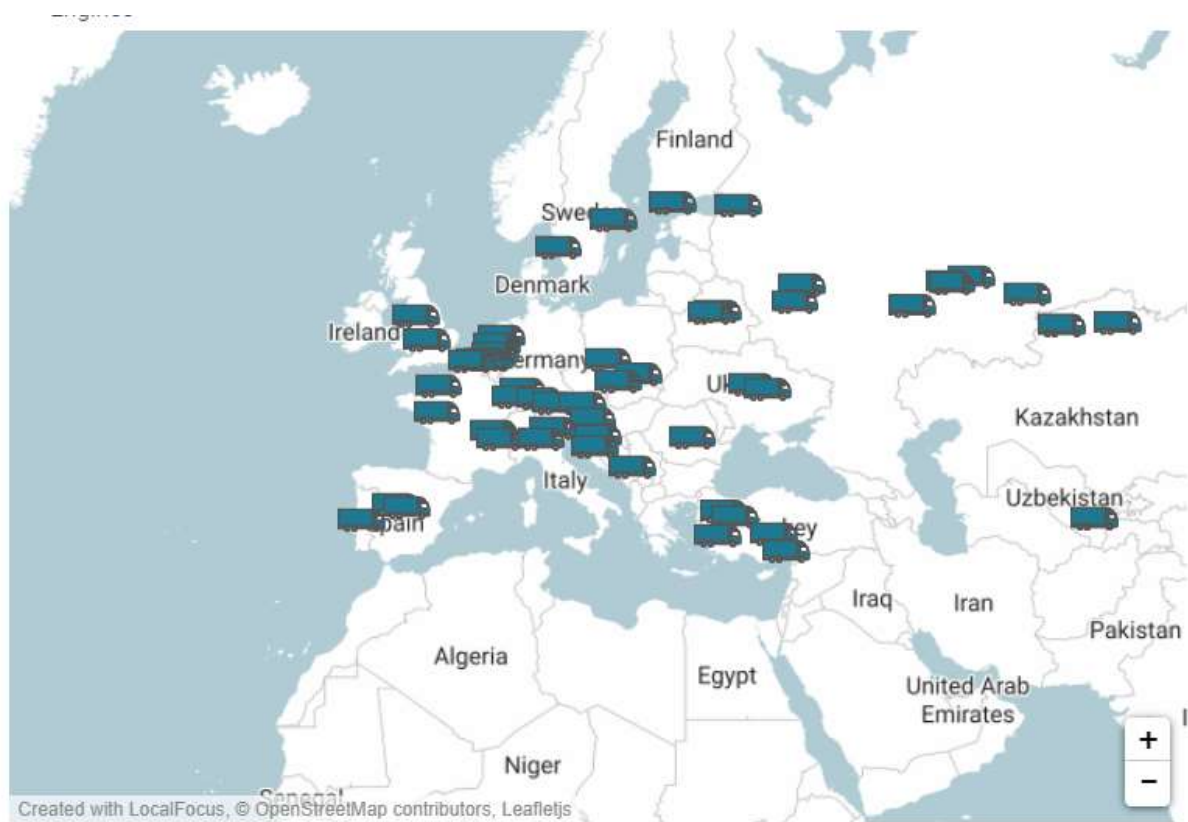 Finland
Denmark
Ireland
Kazakhstan
Italy
Uzbekistan
Iraq
Iran
Pakistan
Algeria
Egypt
United Arab
Emirates
Niger
+
−
Created with LocalFocus, © OpenStreetMap contributors, Leafletjs